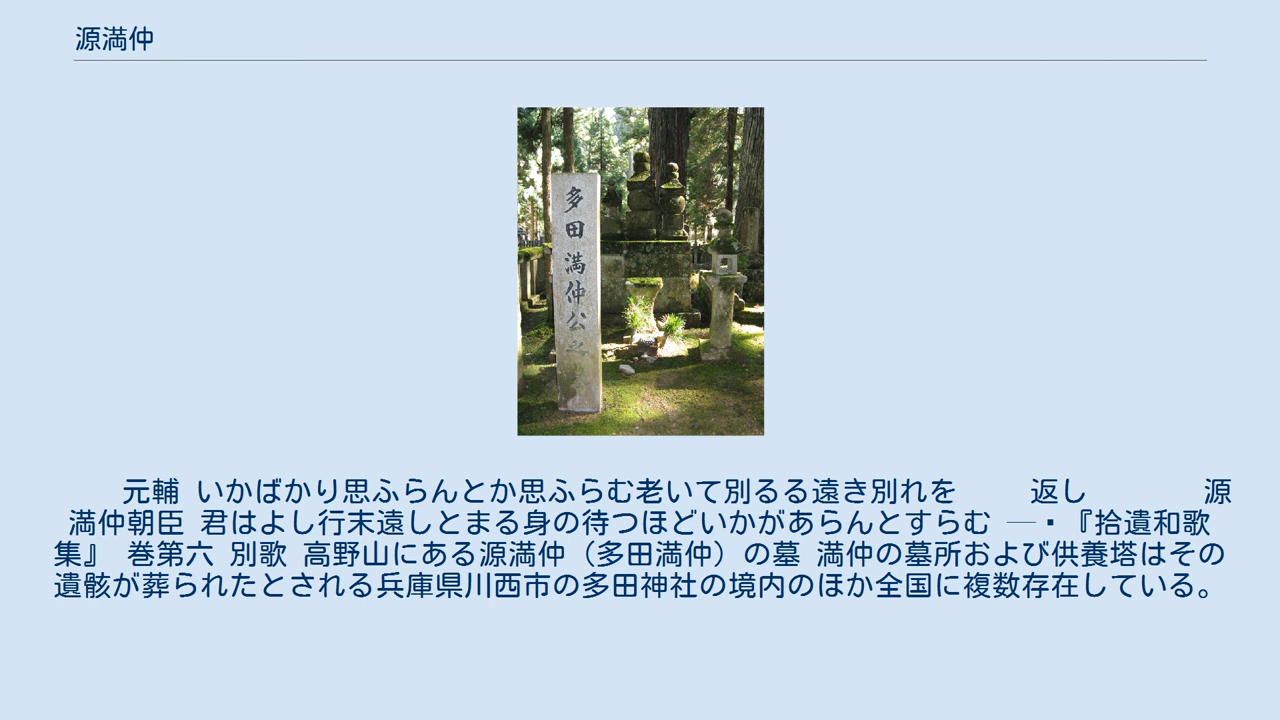 源満仲
多田満仲公之
元輔 いかばかり思ふらんとか思ふらむ老いて別るる遠き別れを 返し 源
満仲朝臣 君はよし行末遠しとまる身の待つほどいかがあらんとすらむ ─・『拾遺和歌
集』 巻第六 別歌 高野山にある源満仲（多田満仲）の墓 満仲の墓所および供養塔はその
遺骸が葬られたとされる兵庫県川西市の多田神社の境内のほか全国に複数存在している。